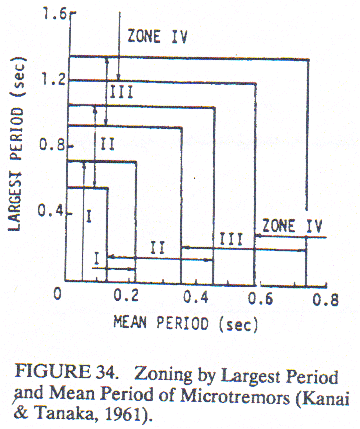 1.6
ZONE IV
1.2
III
0.8
II
0.4
I
ZONE IV
III
II
I
0
0 0.2 0.4 0.6 0.8
LARGEST PERIOD (sec)
MEAN PERIOD (sec)
FIGURE 34. Zoning by Largest Period
and Mean Period of Microtremors (Kanai
& Tanaka, 1961).